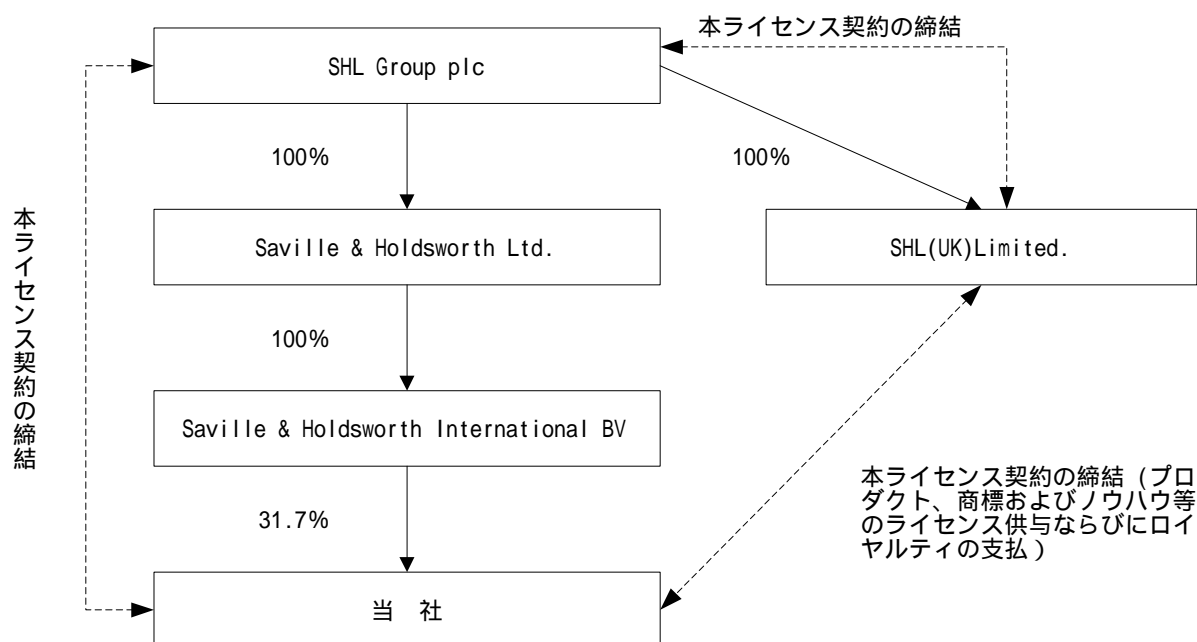 本ライセンス契約の締結
SHL Group plc
100%
100%
本ライセンス契約の締結
Saville & Holdsworth Ltd.
SHL(UK)Limited.
100%
Saville & Holdsworth International BV
31.7%
本ライセンス契約の締結（プロ
ダクト、商標およびノウハウ等
のライセンス供与ならびにロイ
ヤルティの支払）
当　社